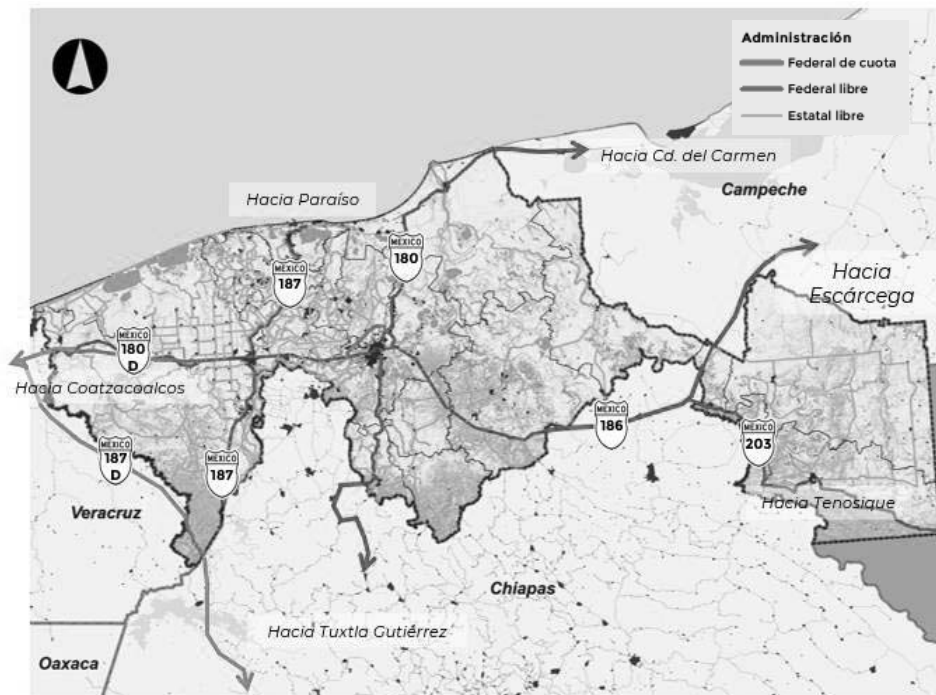 Administración
Federal de cuota
Federal libre
Estatal libre
Hacia Cd. del Carmen
Campeche
Hacia Paraíso
MÉXICO
180
MÉXICO
187
Hacia
Escárcega
MÉXICO
180
D
Hacia Coatzacoalcos
MÉXICO
186
MÉXICO
203
MÉXICO
187
D
MÉXICO
187
Hacia Tenosique
Veracruz
Chiapas
Hacia Tuxtla Gutiérrez
Oaxaca